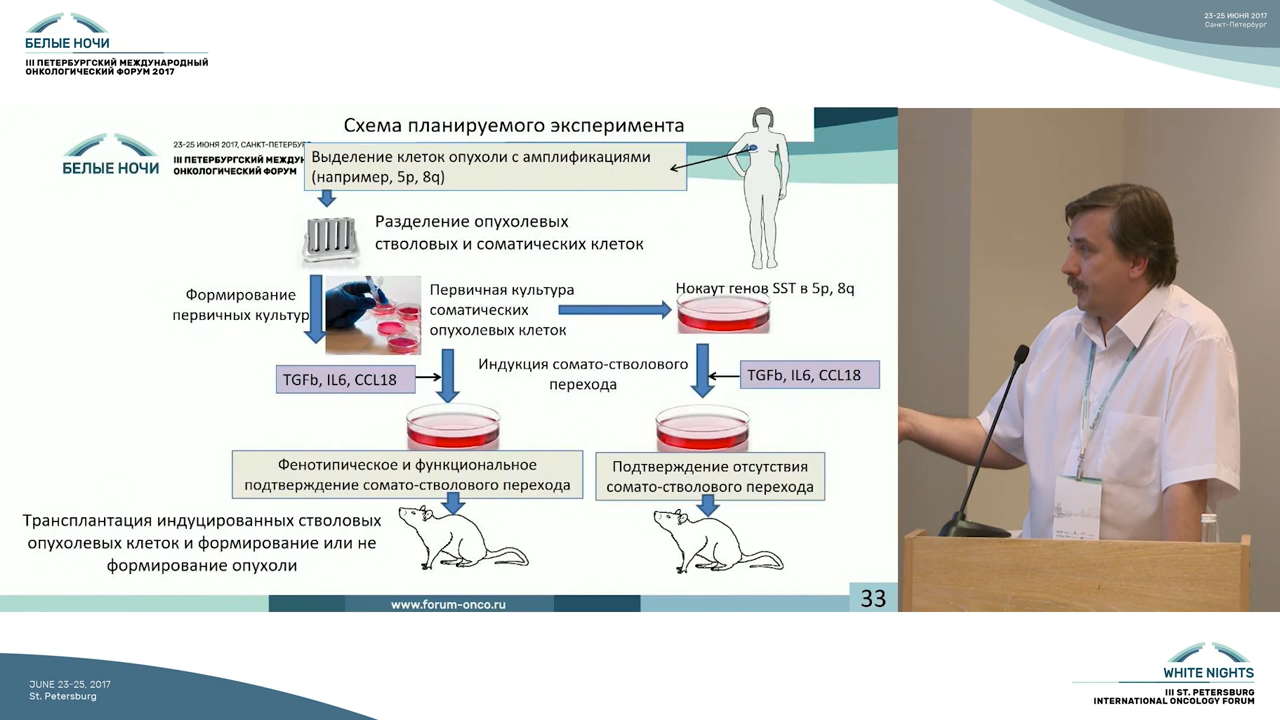 БЕЛЫЕ НОЧИ
III ПЕТЕРБУРГСКИЙ МЕЖДУНАРОДНЫЙ
ОНКОЛОГИЧЕСКИЙ ФОРУМ 2017
23-25 ИЮНЯ 2017
Санкт-Петербург
Схема планируемого эксперимента
БЕЛЫЕ НОЧИ
23-25 ИЮНЯ 2017, САНКТ-ПЕТЕРБУРГ
III ПЕТЕРБУРГСКИЙ
ОНКОЛОГИЧЕСКИЙ ФОРУМ
Выделение клеток опухоли с амплификациями
(например, 5p, 8q)
Разделение опухолевых
стволовых и соматических клеток
Формирование
первичных культур
Первичная культура
соматических
опухолевых клеток
Нокаут генов SST в 5p, 8q
TGFb, IL6, CCL18
Индукция сомато-стволового
перехода
TGFb, IL6, CCL18
Фенотипическое и функциональное
подтверждение сомато-стволового перехода
Подтверждение отсутствия
сомато-стволового перехода
Трансплантация индуцированных стволовых
опухолевых клеток и формирование или не
формирование опухоли
www.forum-onco.ru
33
JUNE 23-25, 2017
St. Petersburg
WHITE NIGHTS
III ST. PETERSBURG
INTERNATIONAL ONCOLOGY FORUM